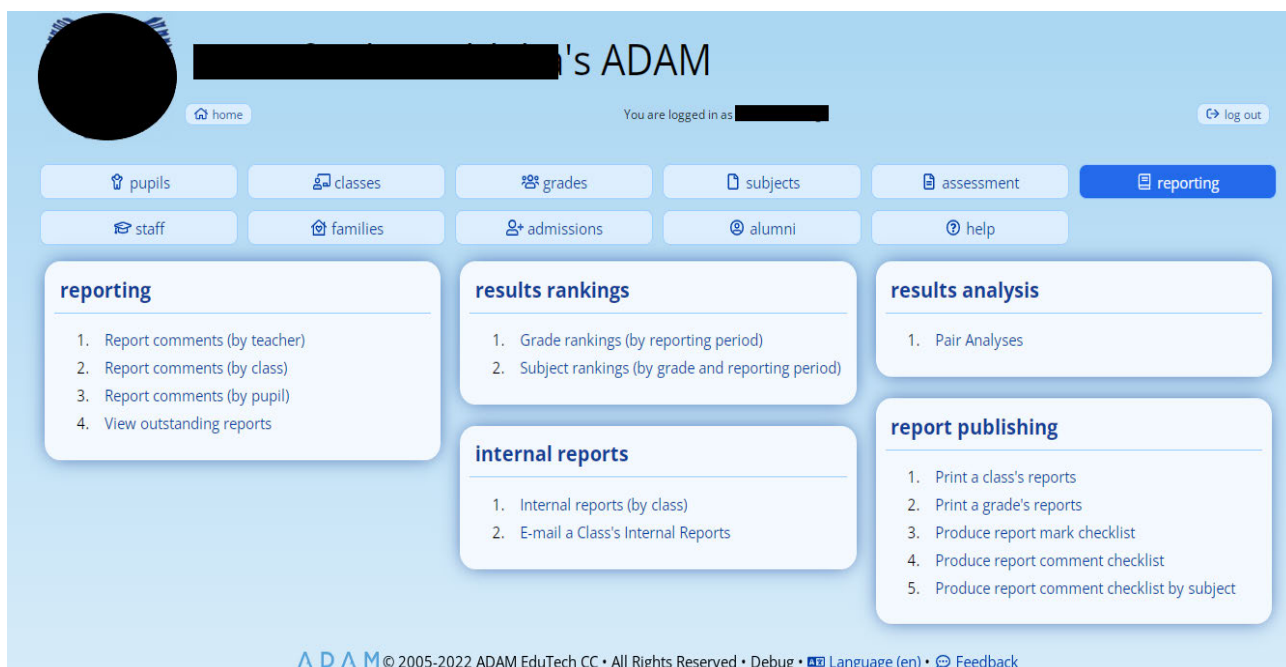 's ADAM
home
You are logged in as
log out
pupils
classes
grades
subjects
assessment
reporting
staff
families
admissions
alumni
help
reporting
1. Report comments (by teacher)
2. Report comments (by class)
3. Report comments (by pupil)
4. View outstanding reports
results rankings
1. Grade rankings (by reporting period)
2. Subject rankings (by grade and reporting period)
internal reports
1. Internal reports (by class)
2. E-mail a Class's Internal Reports
results analysis
1. Pair Analyses
report publishing
1. Print a class's reports
2. Print a grade's reports
3. Produce report mark checklist
4. Produce report comment checklist
5. Produce report comment checklist by subject
ADAM © 2005-2022 ADAM EduTech CC • All Rights Reserved • Debug • Language (en) • Feedback